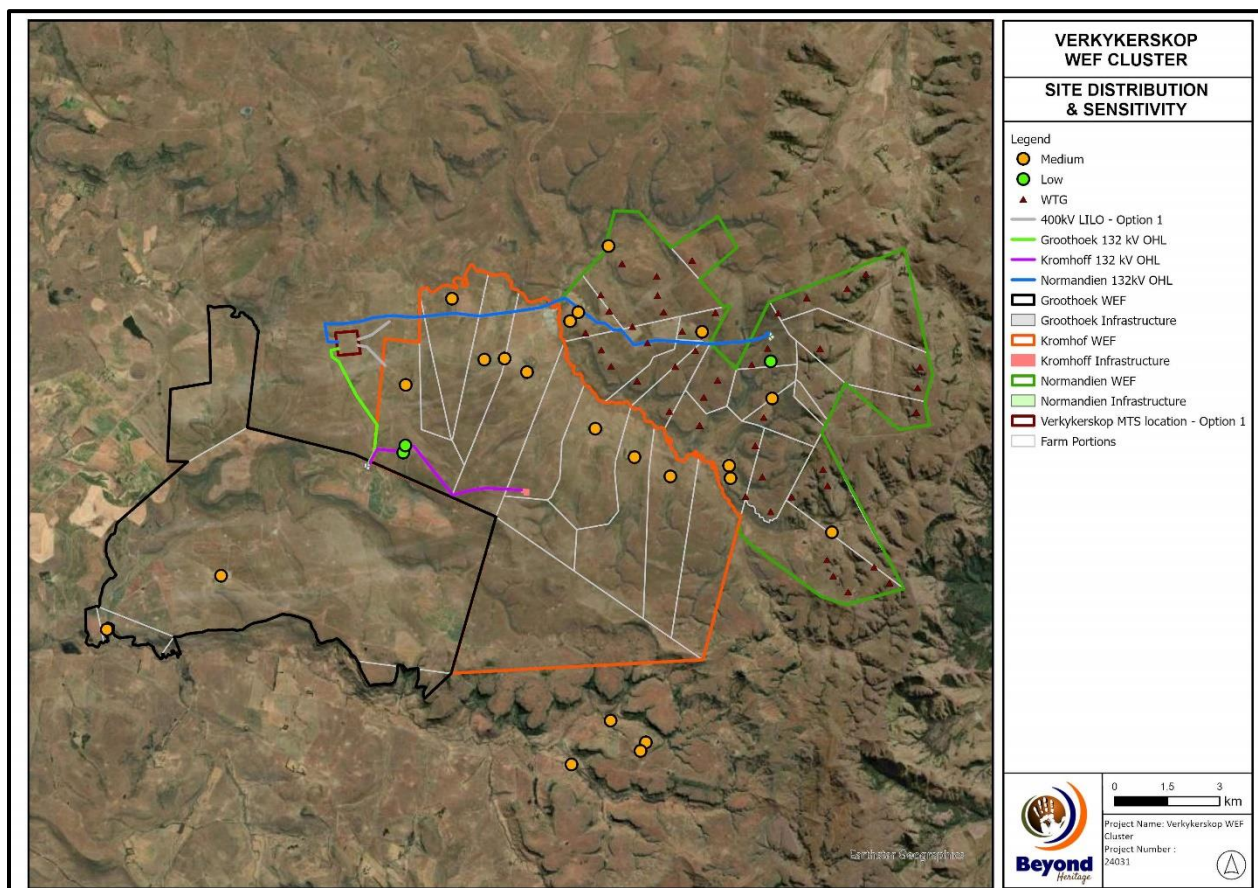 VERKYKERSKOP
WEF CLUSTER
SITE DISTRIBUTION
& SENSITIVITY
Legend
Medium
Low
WTG
400kV LILO - Option 1
Groothoek 132 kV OHL
Kromhoff 132 kV OHL
Normandien 132kV OHL
Groothoek WEF
Groothoek Infrastructure
Kromhof WEF
Kromhoff Infrastructure
Normandien WEF
Normandien Infrastructure
Verkykerskop MTS location - Option 1
Farm Portions
Earthstar Geographics
0 1.5 3
km
Beyond
Heritage
Project Name: Verkykerskop WEF
Cluster
Project Number :
24031